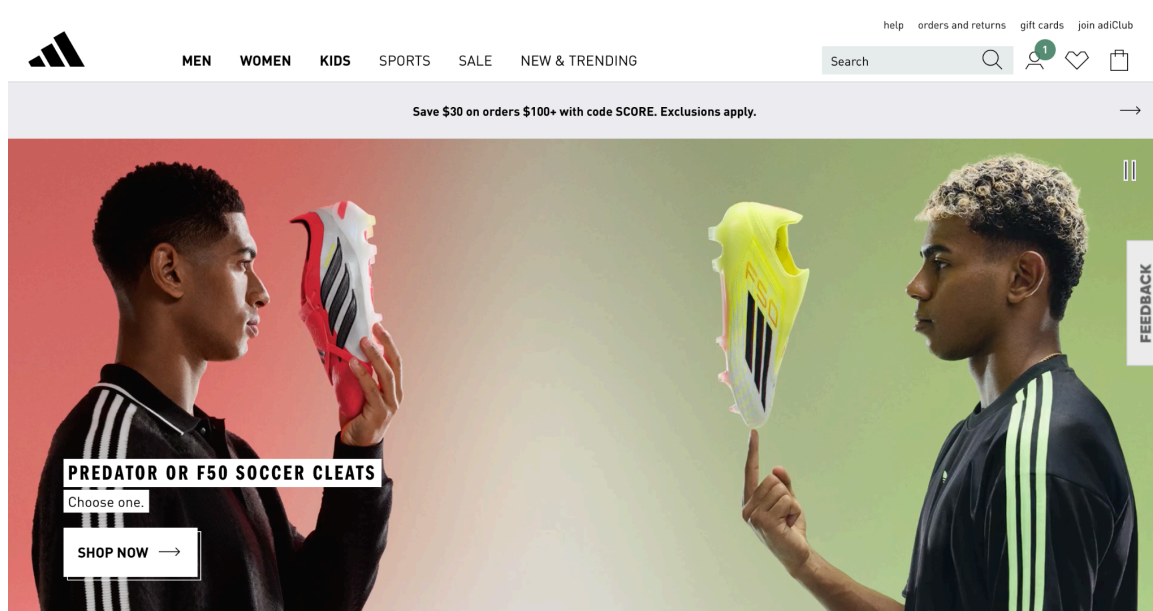 help orders and returns gift cards join adiClub
MEN WOMEN KIDS SPORTS SALE NEW & TRENDING
Search
1
Save $30 on orders $100+ with code SCORE. Exclusions apply.
F50
FEEDBACK
PREDATOR OR F50 SOCCER CLEATS
Choose one.
SHOP NOW